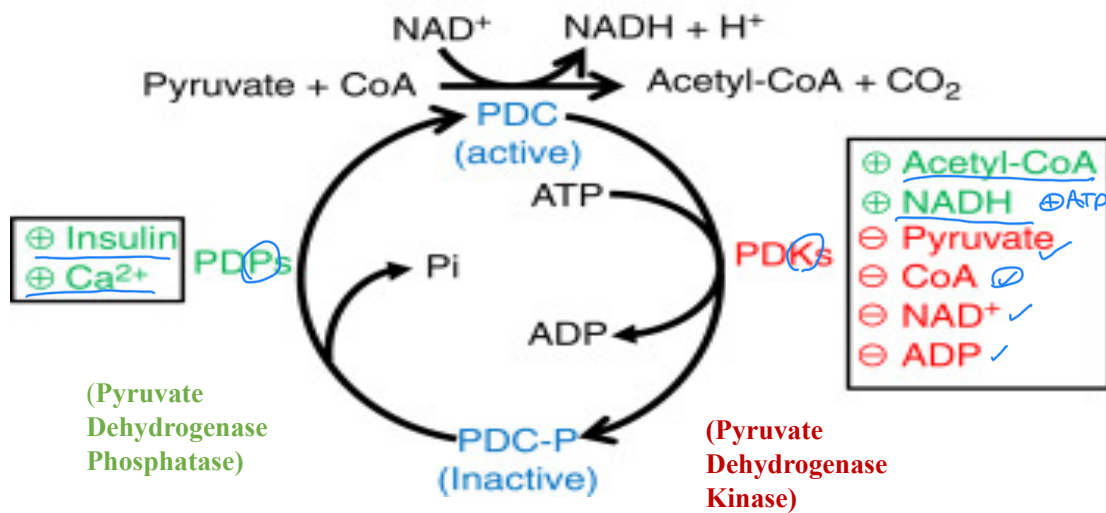 NAD⁺ NADH + H⁺
Pyruvate + CoA Acetyl-CoA + CO₂
PDC
(active)
⊕ Acetyl-CoA
⊕ NADH ⊕ATP
⊖ Pyruvate ✓
⊖ CoA ✓
⊖ NAD⁺ ✓
⊖ ADP ✓
ATP
⊕ Insulin
⊕ Ca²⁺
PDPs
Pi
PDKs
ADP
(Pyruvate
Dehydrogenase
Phosphatase)
PDC-P
(Inactive)
(Pyruvate
Dehydrogenase
Kinase)